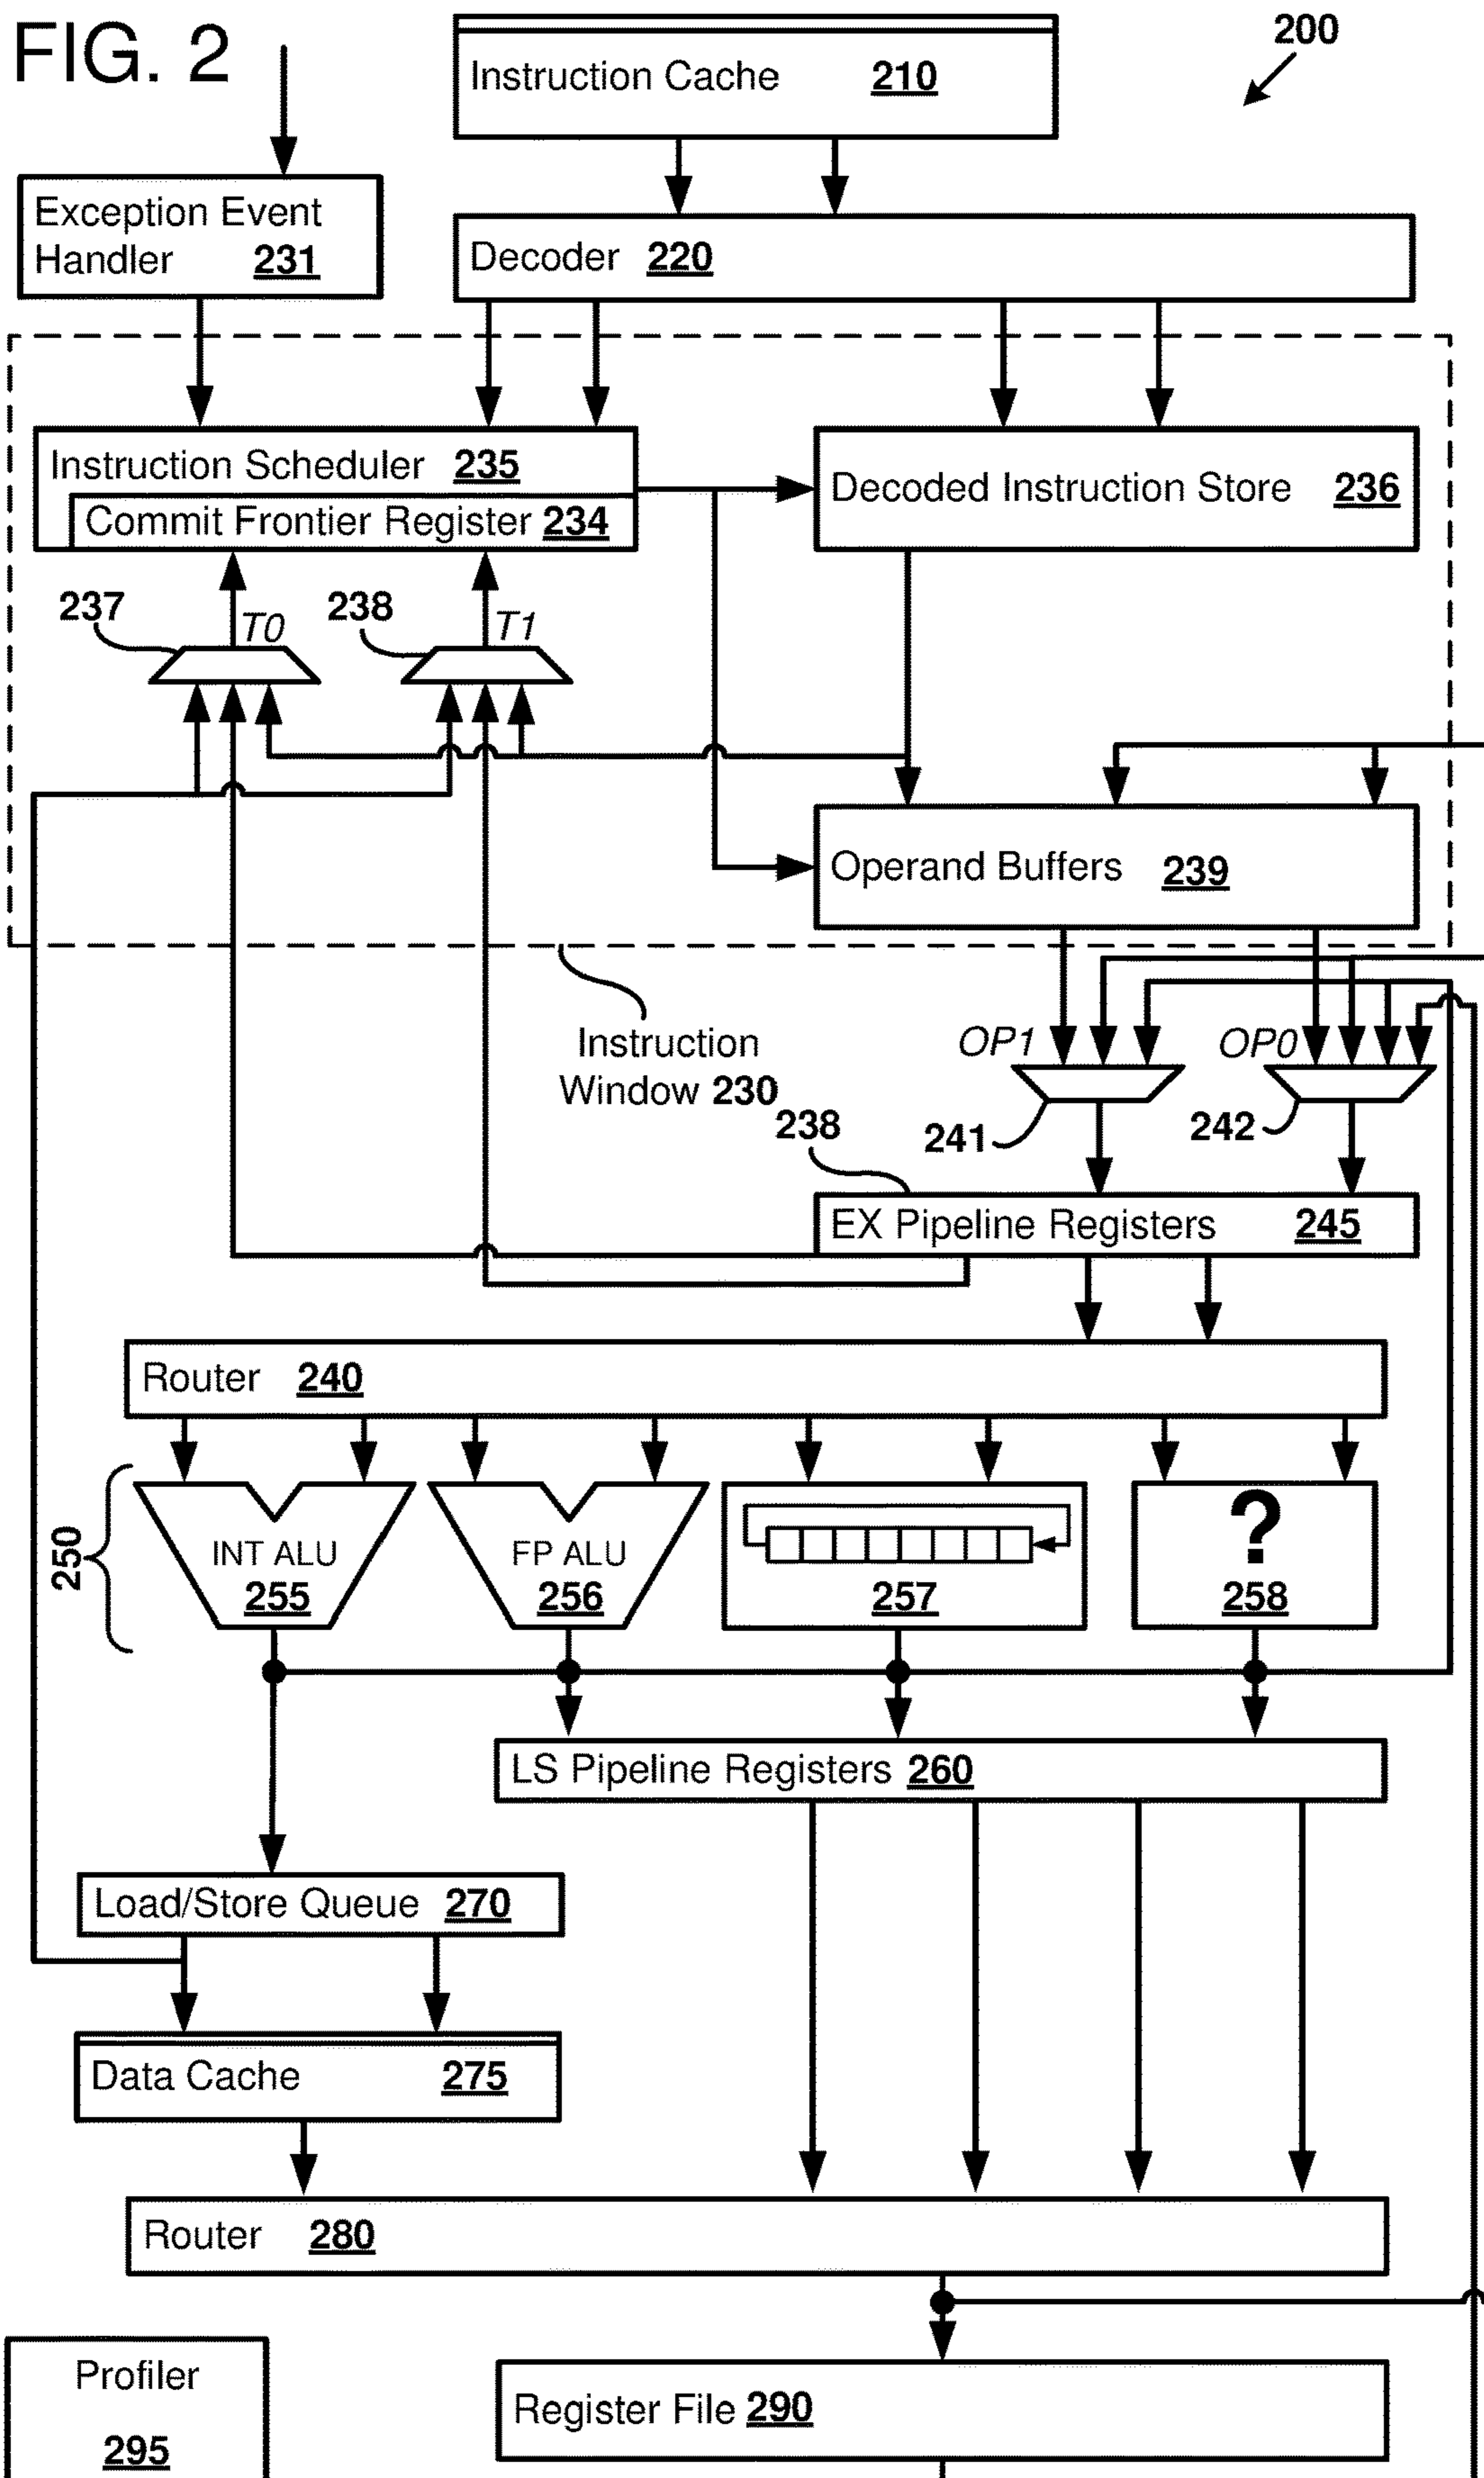 FIG. 2
200
Instruction Cache 210
Exception Event
Handler 231
Decoder 220
Instruction Scheduler 235
Commit Frontier Register 234
Decoded Instruction Store 236
237
T0
238
T1
Operand Buffers 239
Instruction
Window 230
OP1
OP0
238
241
242
EX Pipeline Registers 245
Router 240
250
INT ALU
255
FP ALU
256
257
?
258
LS Pipeline Registers 260
Load/Store Queue 270
Data Cache 275
Router 280
Profiler
295
Register File 290